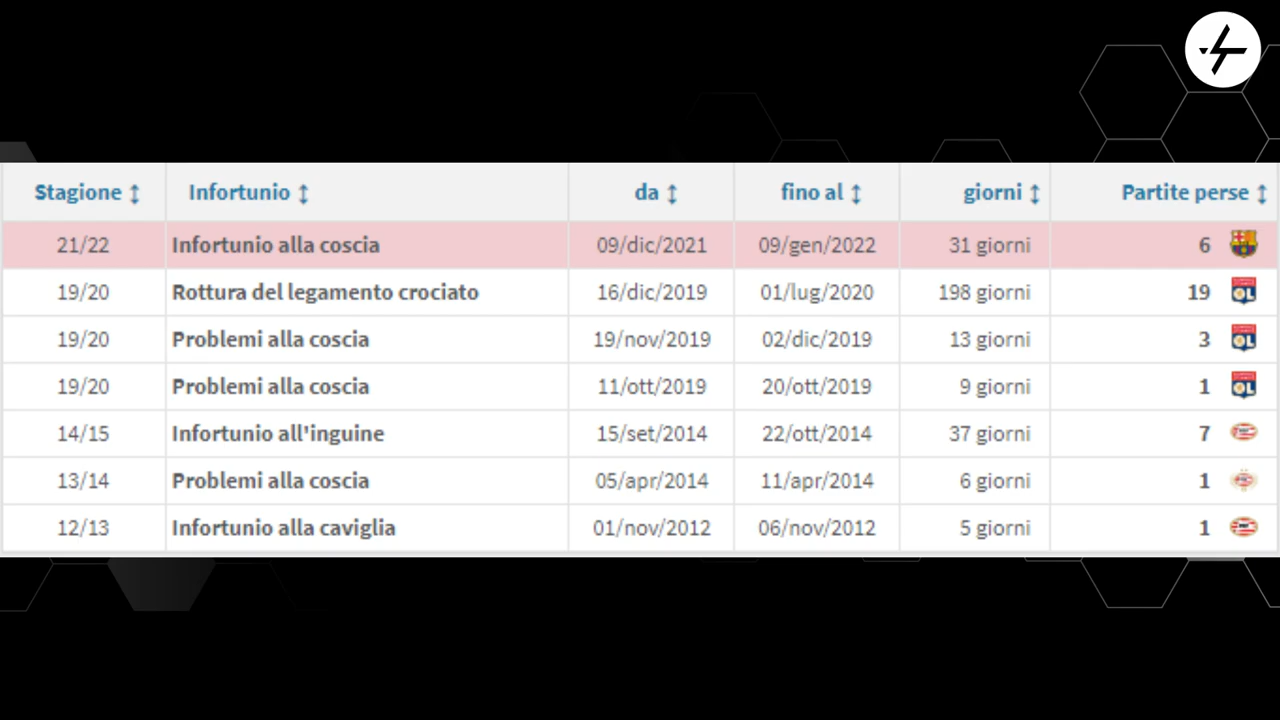 Stagione Infortunio da fino al giorni Partite perse
21/22 Infortunio alla coscia 09/dic/2021 09/gen/2022 31 giorni 6
19/20 Rottura del legamento crociato 16/dic/2019 01/lug/2020 198 giorni 19
19/20 Problemi alla coscia 19/nov/2019 02/dic/2019 13 giorni 3
19/20 Problemi alla coscia 11/ott/2019 20/ott/2019 9 giorni 1
14/15 Infortunio all'inguine 15/set/2014 22/ott/2014 37 giorni 7
13/14 Problemi alla coscia 05/apr/2014 11/apr/2014 6 giorni 1
12/13 Infortunio alla caviglia 01/nov/2012 06/nov/2012 5 giorni 1